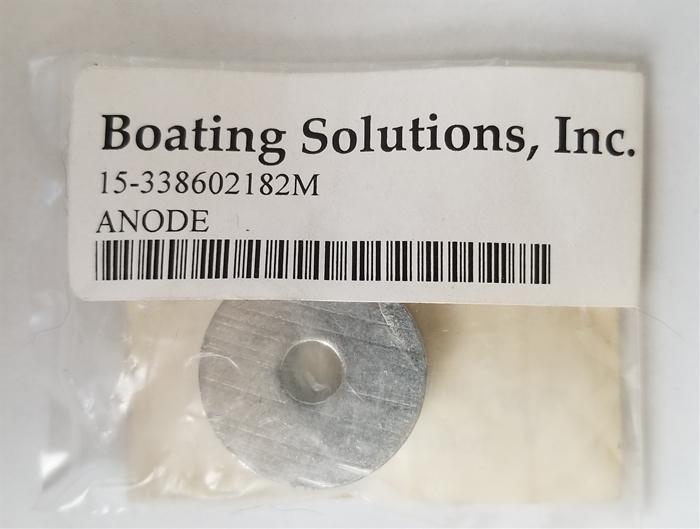 Boating Solutions, Inc.
15-338602182M
ANODE